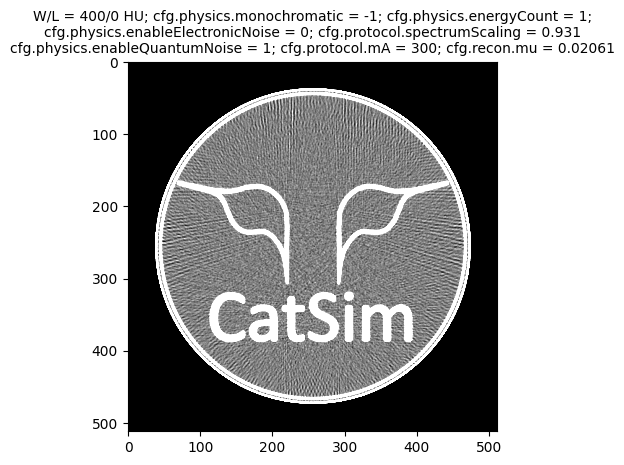 W/L = 400/0 HU; cfg.physics.monochromatic = -1; cfg.physics.energyCount = 1;
cfg.physics.enableElectronicNoise = 0; cfg.protocol.spectrumScaling = 0.931
cfg.physics.enableQuantumNoise = 1; cfg.protocol.mA = 300; cfg.recon.mu = 0.02061
0
100
200
300
CatSim
400
500
0 100 200 300 400 500